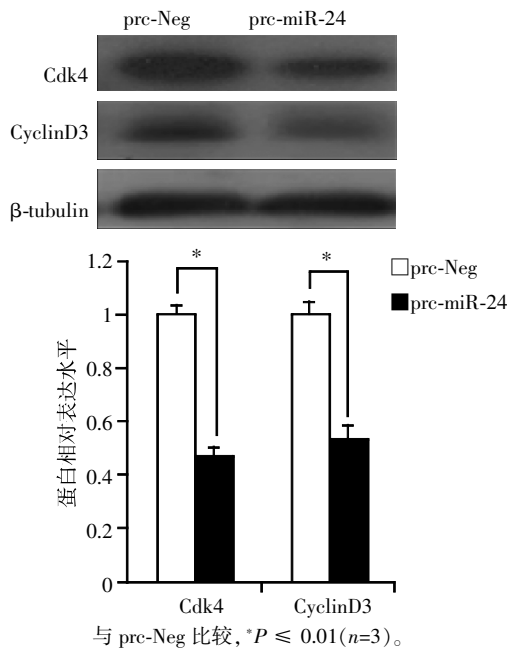 prc-Neg prc-miR-24
Cdk4
CyclinD3
β-tubulin
1.2
1
0.8
0.6
0.4
0.2
0
蛋白相对表达水平
* *
prc-Neg
prc-miR-24
Cdk4 CyclinD3
与 prc-Neg 比较，*P ≤ 0.01(n=3)。